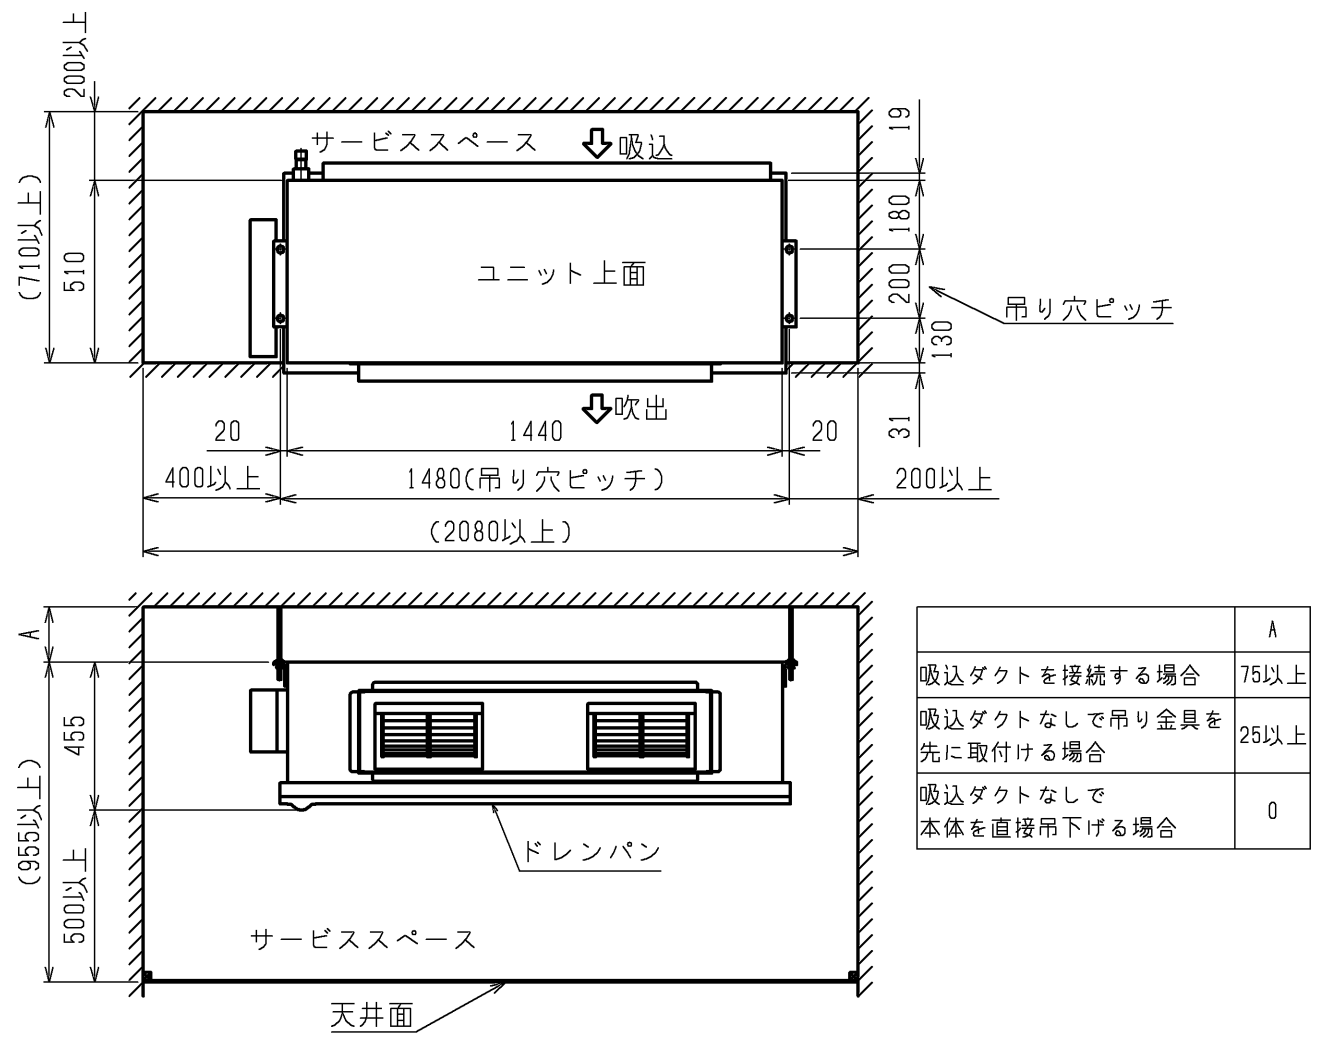 200以上
サービススペース
吸込
19
(710以上)
510
180
ユニット上面
200
吊り穴ピッチ
130
吹出
31
20
1440
20
400以上
1480(吊り穴ピッチ)
200以上
(2080以上)
A
455
(955以上)
500以上
ドレンパン
サービススペース
天井面
A
吸込ダクトを接続する場合
75以上
吸込ダクトなしで吊り金具を
先に取付ける場合
25以上
吸込ダクトなしで
本体を直接吊下げる場合
0